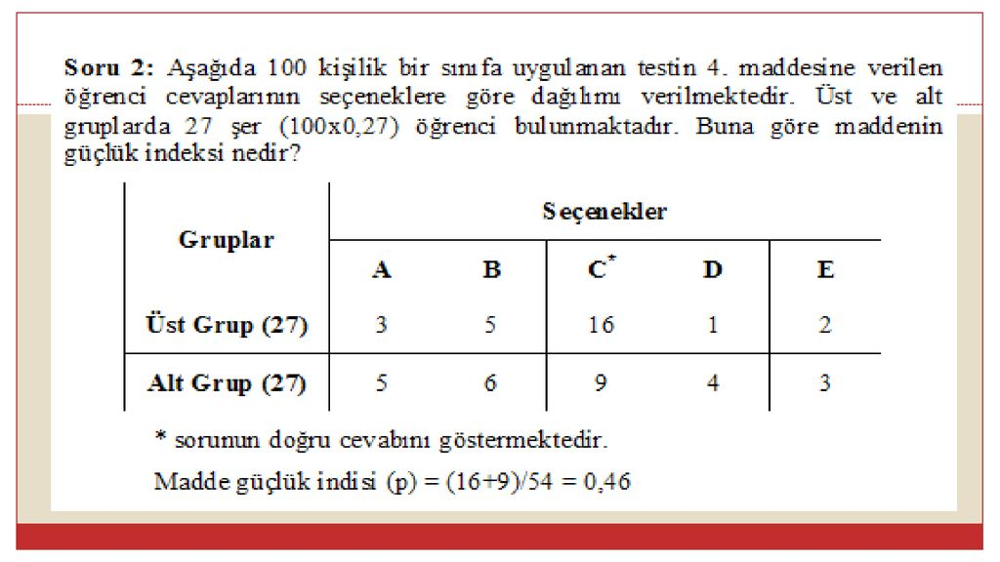 Soru 2: Aşağıda 100 kişilik bir sınıfa uygulanan testin 4. maddesine verilen
öğrenci cevaplarının seçeneklere göre dağılımı verilmektedir. Üst ve alt
gruplarda 27 şer (100x0,27) öğrenci bulunmaktadır. Buna göre maddenin
güçlük indeksi nedir?
Gruplar
Seçenekler
A B C* D E
Üst Grup (27) 3 5 16 1 2
Alt Grup (27) 5 6 9 4 3
* sorunun doğru cevabını göstermektedir.
Madde güçlük indisi (p) = (16+9)/54 = 0,46